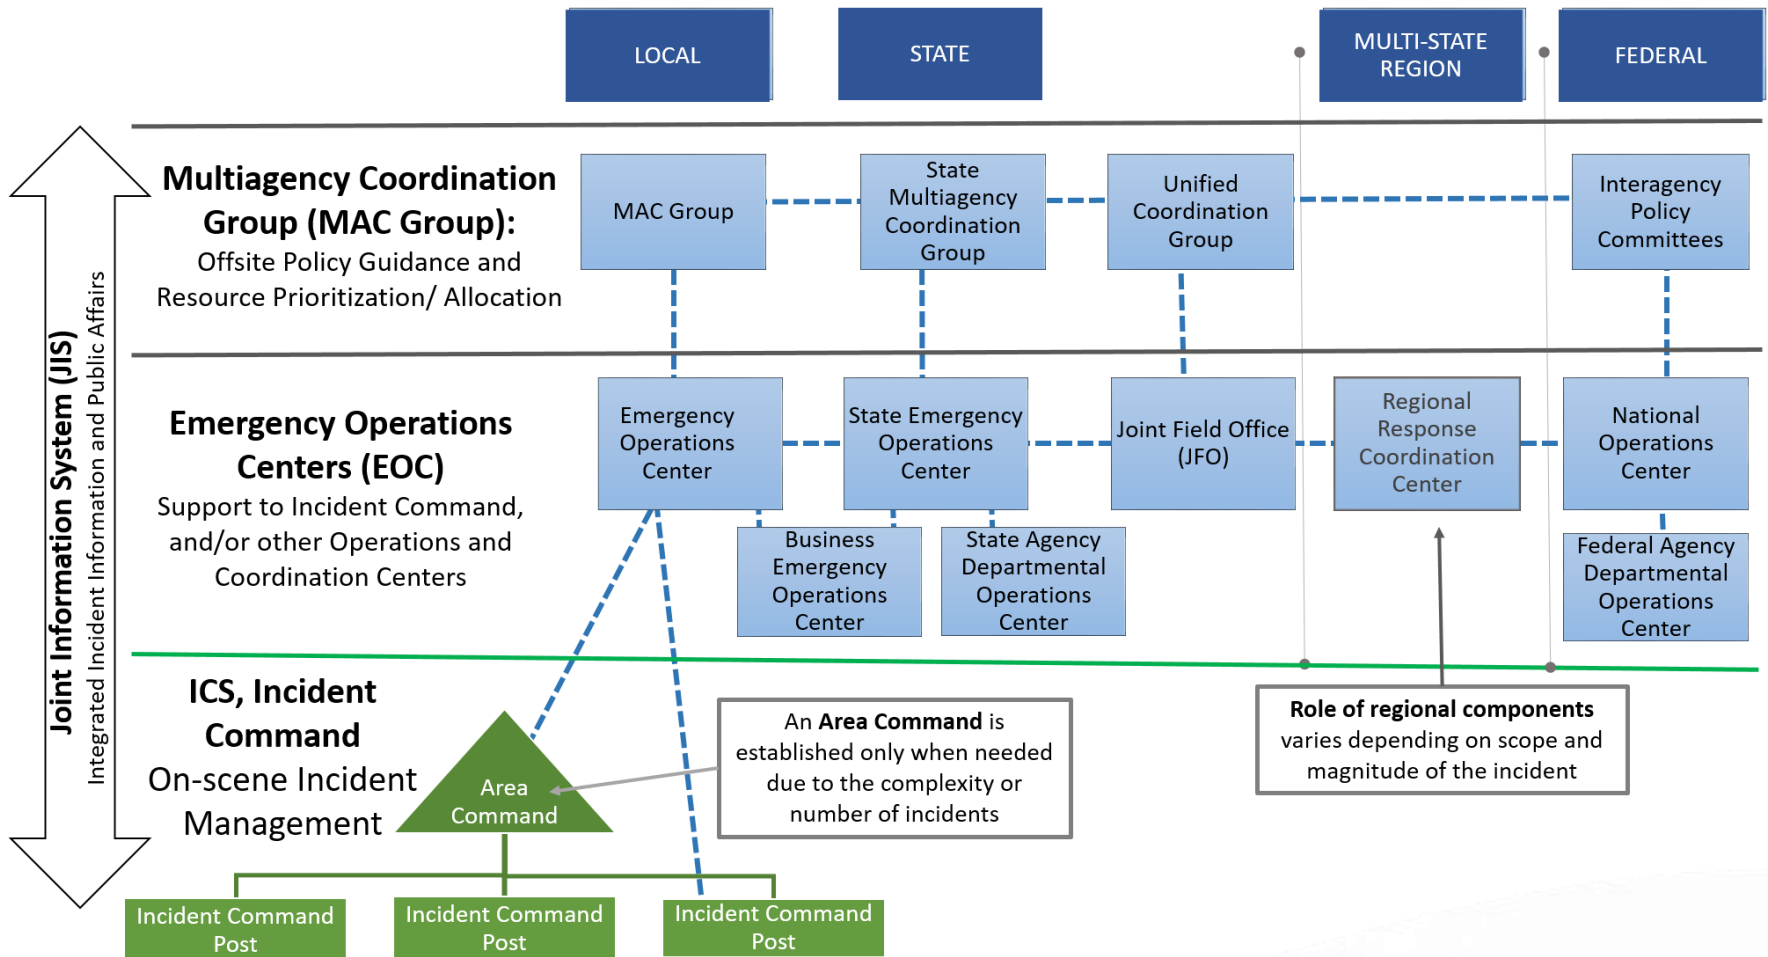 LOCAL
STATE
MULTI-STATE
REGION
FEDERAL
Joint Information System (JIS)
Integrated Incident Information and Public Affairs
Multiagency Coordination
Group (MAC Group):
Offsite Policy Guidance and
Resource Prioritization/ Allocation
MAC Group
State
Multiagency
Coordination
Group
Unified
Coordination
Group
Interagency
Policy
Committees
Emergency Operations
Centers (EOC)
Support to Incident Command,
and/or other Operations and
Coordination Centers
Emergency
Operations
Center
State Emergency
Operations
Center
Joint Field Office
(JFO)
Regional
Response
Coordination
Center
National
Operations
Center
Business
Emergency
Operations
Center
State Agency
Departmental
Operations
Center
Federal Agency
Departmental
Operations
Center
ICS, Incident
Command
On-scene Incident
Management
Area
Command
An Area Command is
established only when needed
due to the complexity or
number of incidents
Role of regional components
varies depending on scope and
magnitude of the incident
Incident Command
Post
Incident Command
Post
Incident Command
Post